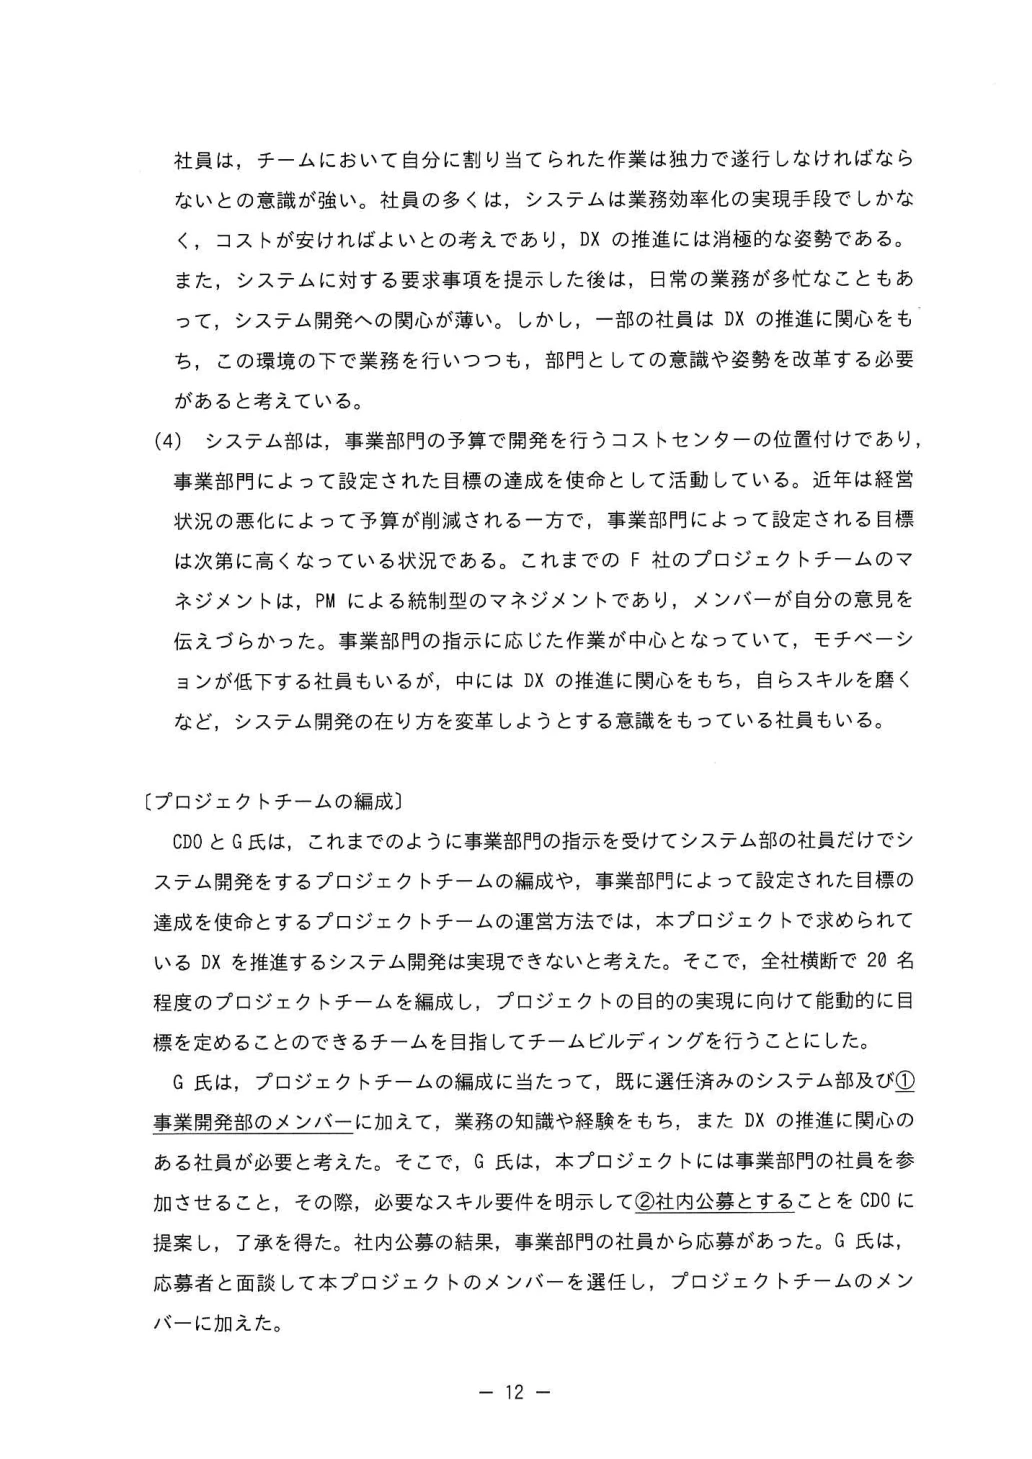 社員は，チームにおいて自分に割り当てられた作業は独力で遂行しなければなら
ないとの意識が強い。社員の多くは，システムは業務効率化の実現手段でしかな
く，コストが安ければよいとの考えであり，DX の推進には消極的な姿勢である。
また，システムに対する要求事項を提示した後は，日常の業務が多忙なこともあ
って，システム開発への関心が薄い。しかし，一部の社員は DX の推進に関心をも
ち，この環境の下で業務を行いつつも，部門としての意識や姿勢を改革する必要
があると考えている。
(4) システム部は，事業部門の予算で開発を行うコストセンターの位置付けであり，
事業部門によって設定された目標の達成を使命として活動している。近年は経営
状況の悪化によって予算が削減される一方で，事業部門によって設定される目標
は次第に高くなっている状況である。これまでの F 社のプロジェクトチームのマ
ネジメントは，PM による統制型のマネジメントであり，メンバーが自分の意見を
伝えづらかった。事業部門の指示に応じた作業が中心となっていて，モチベーシ
ョンが低下する社員もいるが，中には DX の推進に関心をもち，自らスキルを磨く
など，システム開発の在り方を変革しようとする意識をもっている社員もいる。
〔プロジェクトチームの編成〕
CDO と G 氏は，これまでのように事業部門の指示を受けてシステム部の社員だけでシ
ステム開発をするプロジェクトチームの編成や，事業部門によって設定された目標の
達成を使命とするプロジェクトチームの運営方法では，本プロジェクトで求められて
いる DX を推進するシステム開発は実現できないと考えた。そこで，全社横断で 20 名
程度のプロジェクトチームを編成し，プロジェクトの目的の実現に向けて能動的に目
標を定めることのできるチームを目指してチームビルディングを行うことにした。
G 氏は，プロジェクトチームの編成に当たって，既に選任済みのシステム部及び①
事業開発部のメンバーに加えて，業務の知識や経験をもち，また DX の推進に関心の
ある社員が必要と考えた。そこで，G 氏は，本プロジェクトには事業部門の社員を参
加させること，その際，必要なスキル要件を明示して②社内公募とすることを CDO に
提案し，了承を得た。社内公募の結果，事業部門の社員から応募があった。G 氏は，
応募者と面談して本プロジェクトのメンバーを選任し，プロジェクトチームのメン
バーに加えた。
－ 12 －